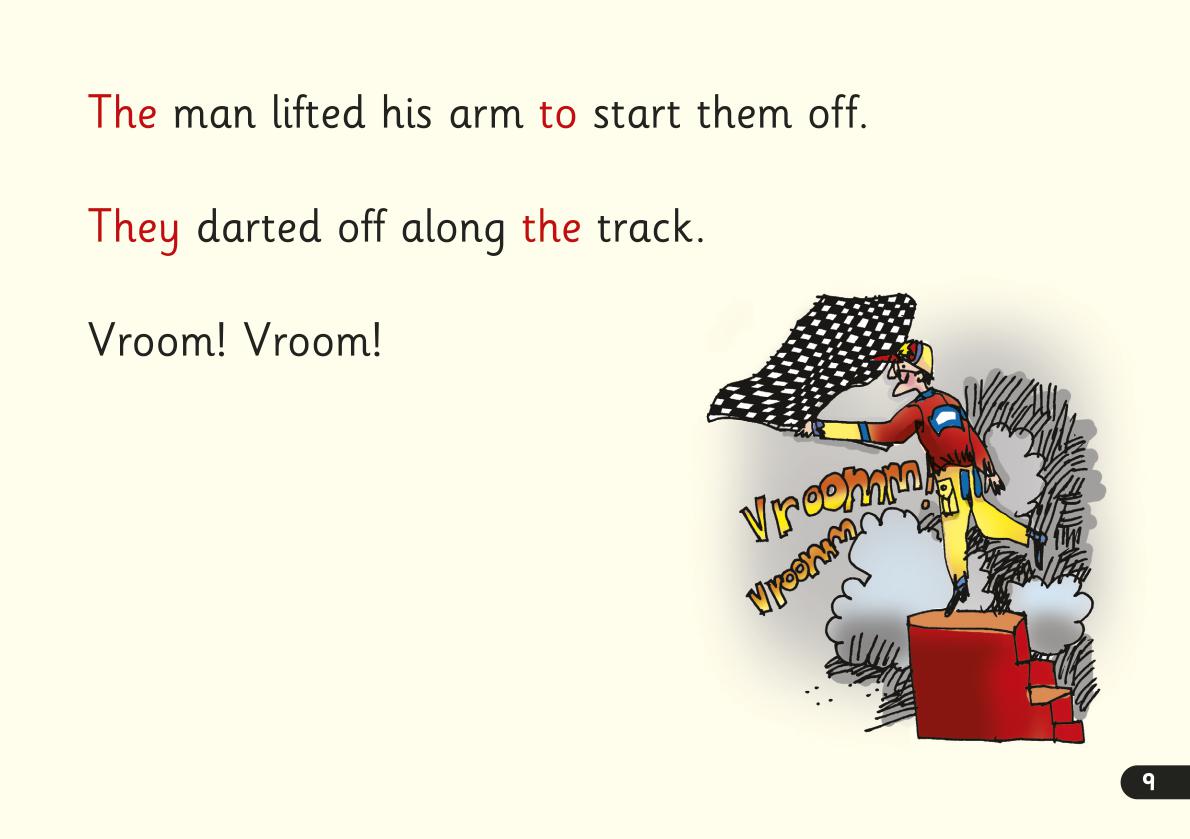 The man lifted his arm to start them off.
They darted off along the track.
Vroom! Vroom!
Vroommm!
Vroomm
9